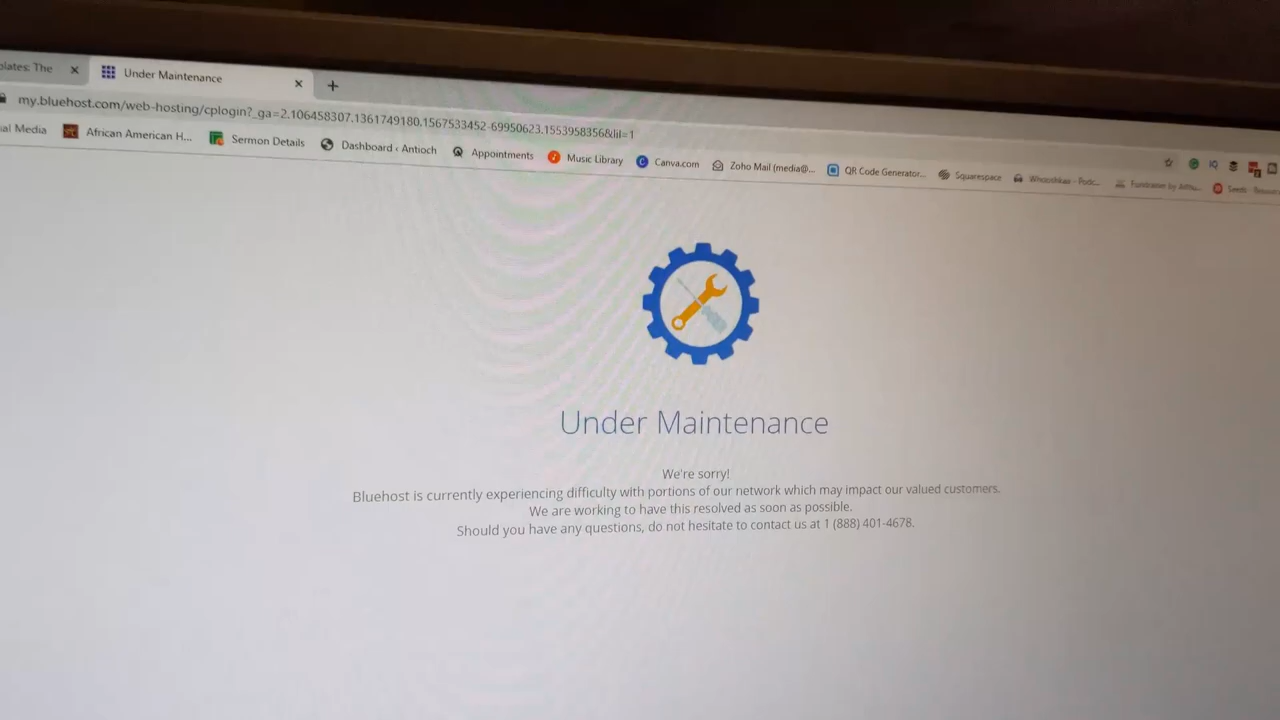 plates: The
Under Maintenance
my.bluehost.com/web-hosting/cplogin?_ga=2.106458307.1361749180.1567533452-69950623.1553958356&lil=1
ial Media
African American H...
Sermon Details
Dashboard ‹ Antioch
Appointments
Music Library
Canva.com
Zoho Mail (media@...
QR Code Generator...
Squarespace
Under Maintenance
We're sorry!
Bluehost is currently experiencing difficulty with portions of our network which may impact our valued customers.
We are working to have this resolved as soon as possible.
Should you have any questions, do not hesitate to contact us at 1 (888) 401-4678.